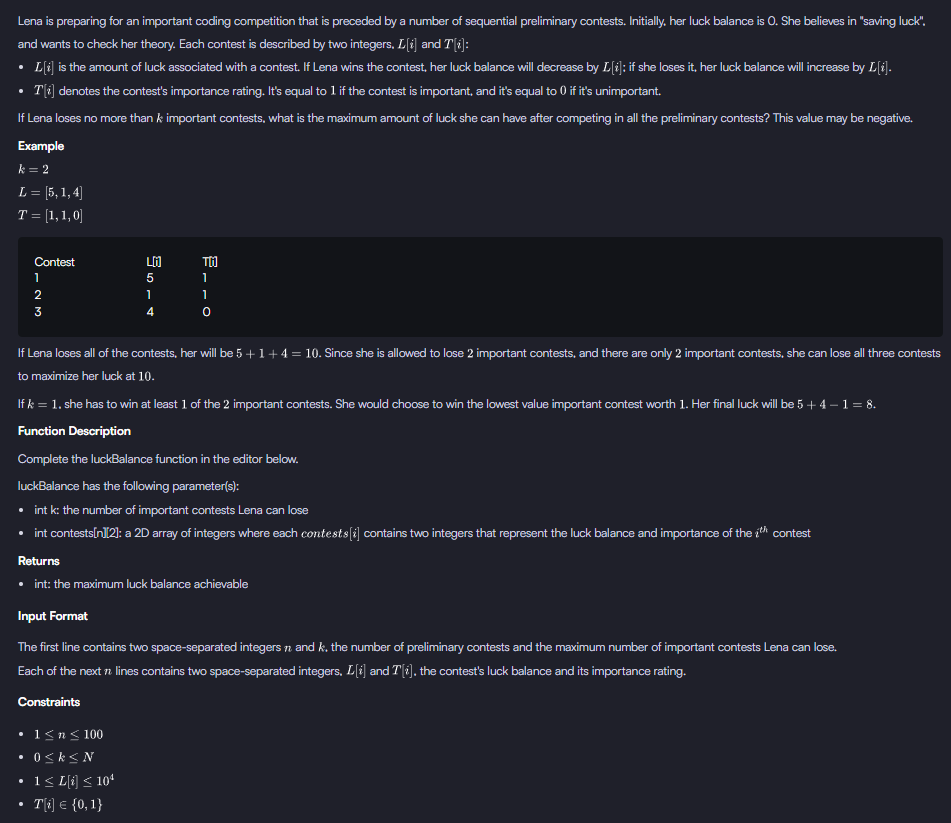 Lena is preparing for an important coding competition that is preceded by a number of sequential preliminary contests. Initially, her luck balance is 0. She believes in "saving luck",
and wants to check her theory. Each contest is described by two integers, L[i] and T[i]:
• L[i] is the amount of luck associated with a contest. If Lena wins the contest, her luck balance will decrease by L[i]; if she loses it, her luck balance will increase by L[i].
• T[i] denotes the contest's importance rating. It's equal to 1 if the contest is important, and it's equal to 0 if it's unimportant.
If Lena loses no more than k important contests, what is the maximum amount of luck she can have after competing in all the preliminary contests? This value may be negative.
Example
k = 2
L = [5, 1, 4]
T = [1, 1, 0]
Contest L[i] T[i]
1 5 1
2 1 1
3 4 0
If Lena loses all of the contests, her will be 5 + 1 + 4 = 10. Since she is allowed to lose 2 important contests, and there are only 2 important contests, she can lose all three contests
to maximize her luck at 10.
If k = 1, she has to win at least 1 of the 2 important contests. She would choose to win the lowest value important contest worth 1. Her final luck will be 5 + 4 − 1 = 8.
Function Description
Complete the luckBalance function in the editor below.
luckBalance has the following parameter(s):
• int k: the number of important contests Lena can lose
• int contests[n][2]: a 2D array of integers where each contests[i] contains two integers that represent the luck balance and importance of the iᵗʰ contest
Returns
• int: the maximum luck balance achievable
Input Format
The first line contains two space-separated integers n and k, the number of preliminary contests and the maximum number of important contests Lena can lose.
Each of the next n lines contains two space-separated integers, L[i] and T[i], the contest's luck balance and its importance rating.
Constraints
• 1 ≤ n ≤ 100
• 0 ≤ k ≤ N
• 1 ≤ L[i] ≤ 10⁴
• T[i] ∈ {0, 1}